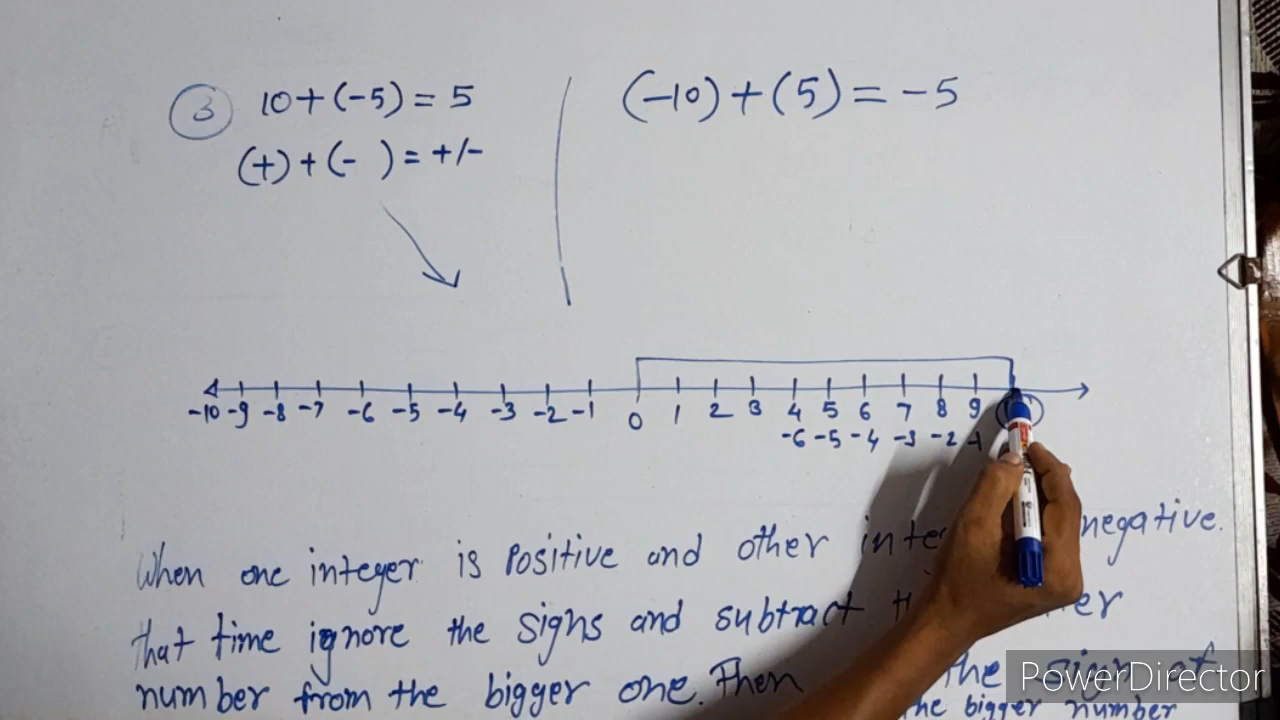 3 10+(-5) = 5
(+)+(- ) = +/-
(-10)+(5) = -5
-10 -9 -8 -7 -6 -5 -4 -3 -2 -1 0 1 2 3 4 5 6 7 8 9
-6 -5 -4 -3 -2 -1
When one integer is positive and other negative.
that time ignore the signs and subtract
number from the bigger one. Then the sign of
the bigger number
PowerDirector